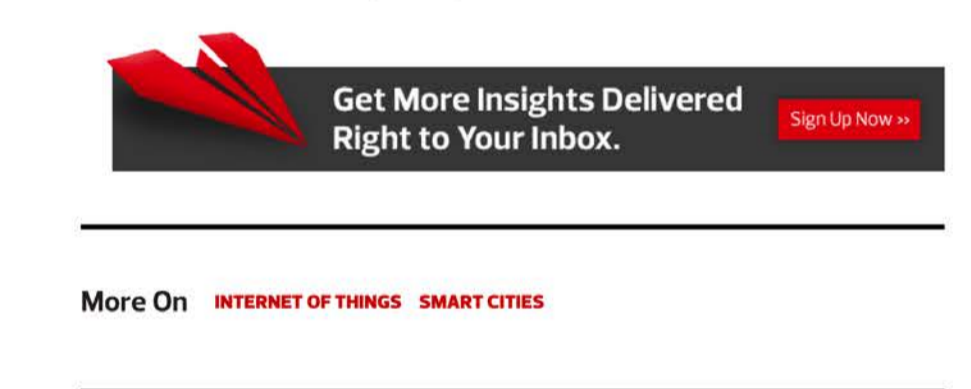 Get More Insights Delivered
Right to Your Inbox.
Sign Up Now »
More On INTERNET OF THINGS SMART CITIES